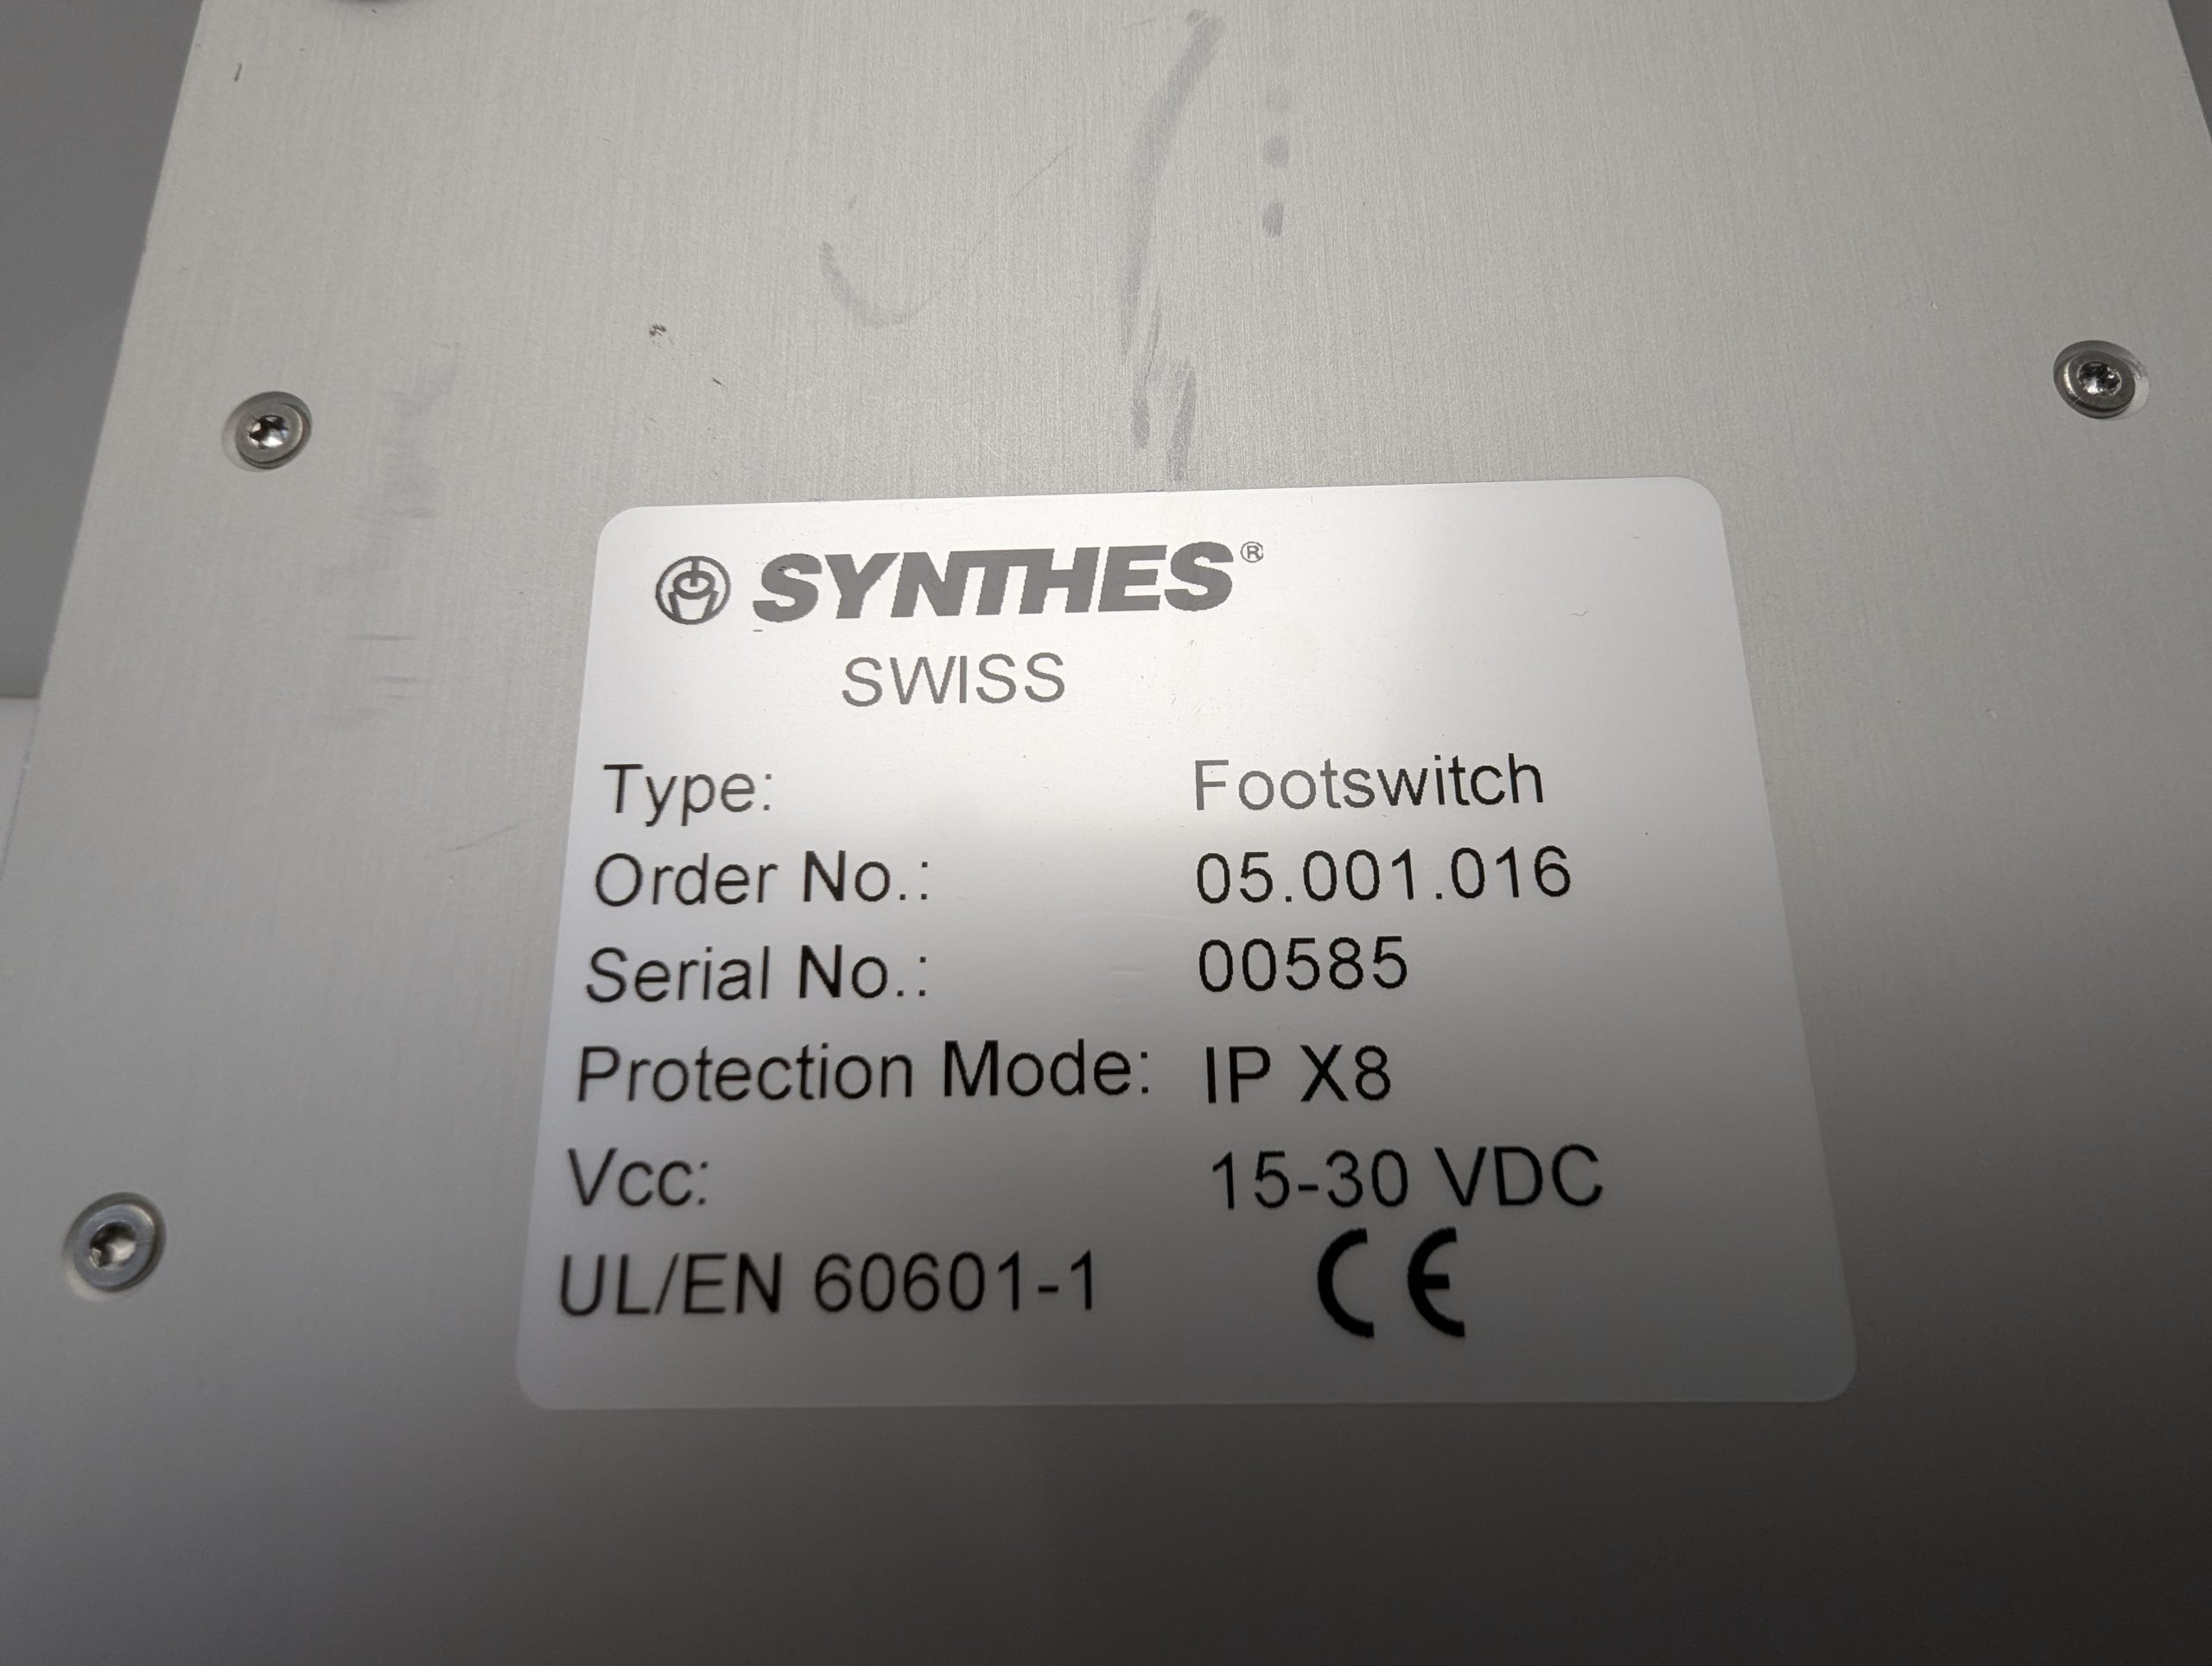 SYNTHES®
SWISS
Type: Footswitch
Order No.: 05.001.016
Serial No.: 00585
Protection Mode: IP X8
Vcc: 15-30 VDC
UL/EN 60601-1 CE